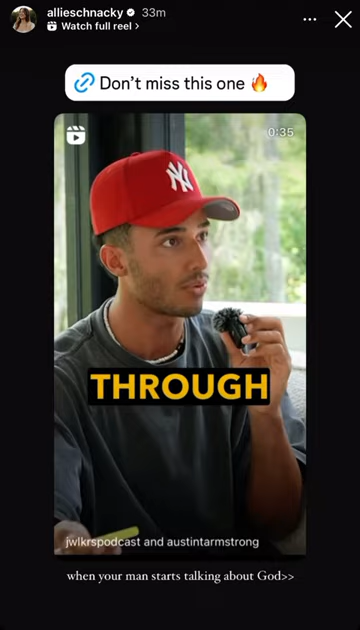 allieschnacky 33m
Watch full reel >
Don't miss this one 🔥
0:35
NY
THROUGH
jwlkrspodcast and austintarmstrong
when your man starts talking about God>>